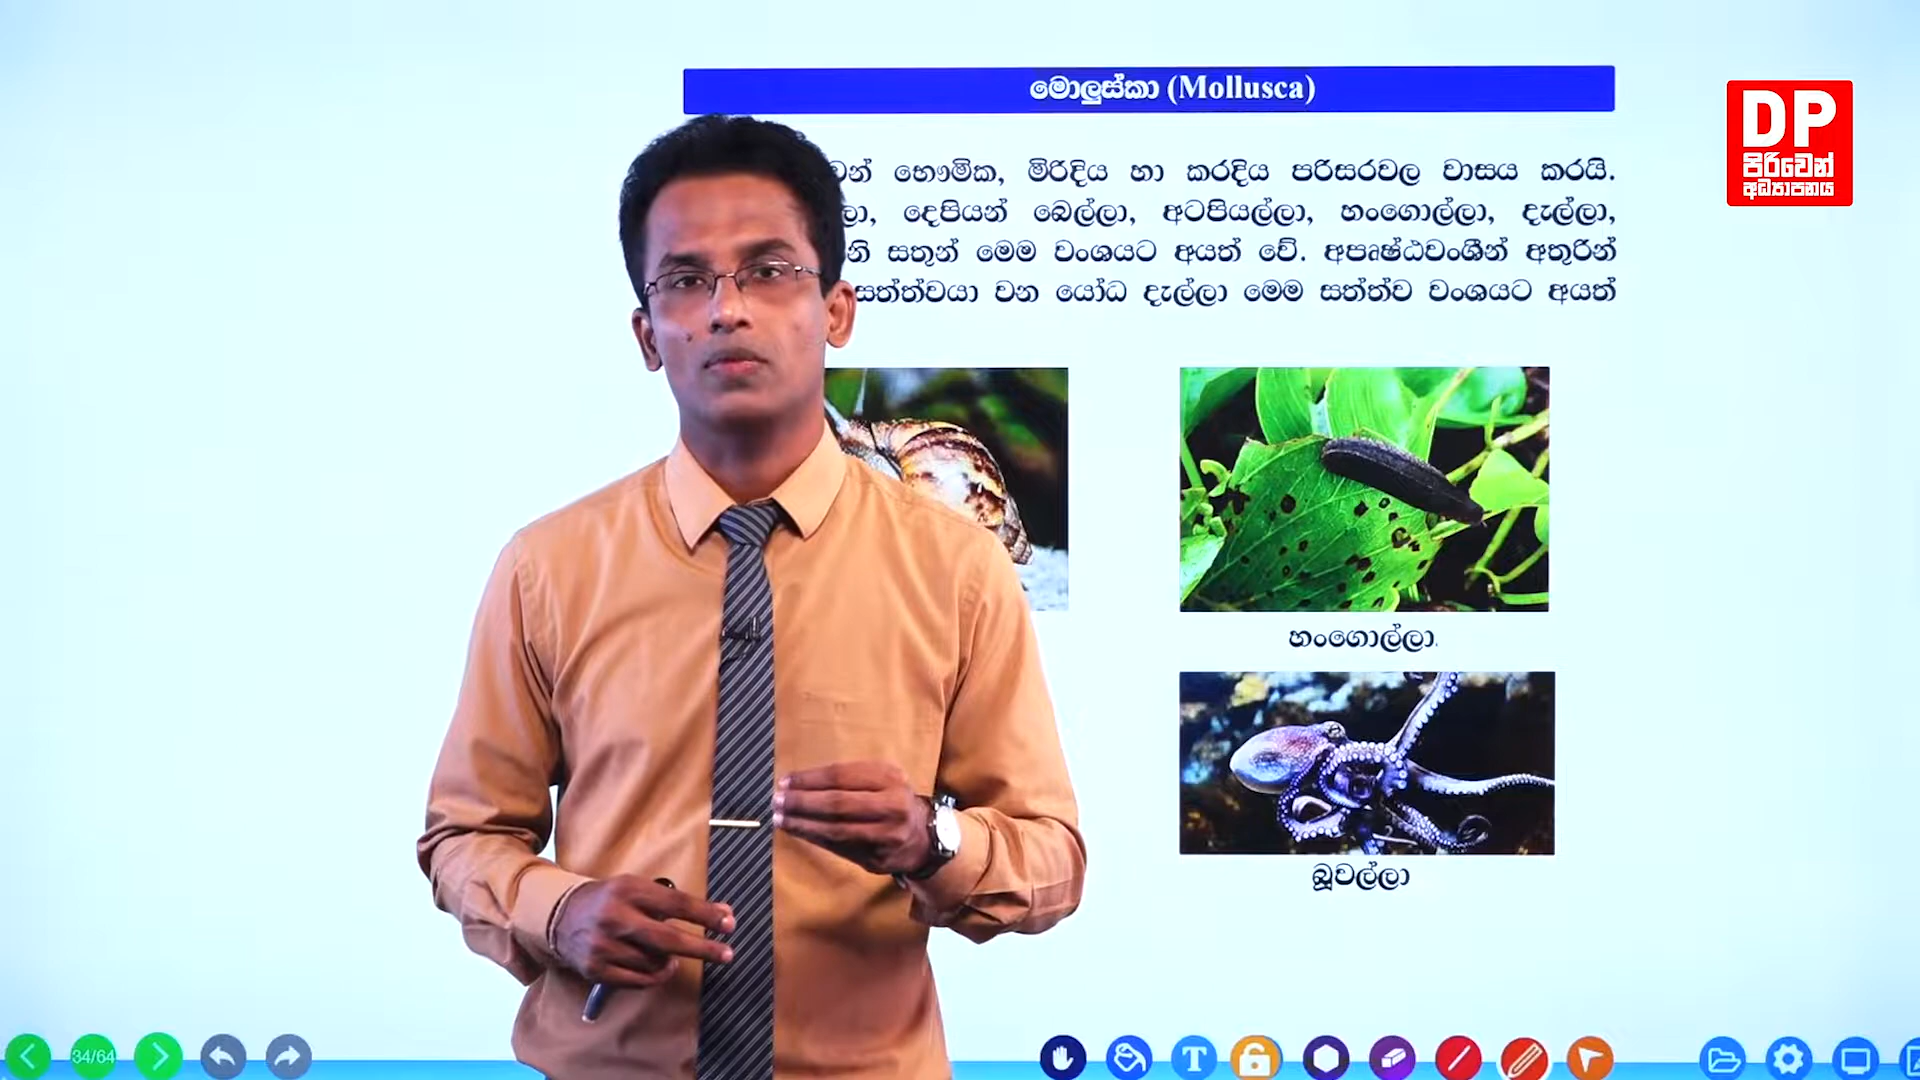 මොලුස්කා (Mollusca)
DP
පිරිවෙන්
අධ්‍යාපනය
භෞමික, මිරිදිය හා කරදිය පරිසරවල වාසය කරයි.
දෙපියන් බෙල්ලා, අටපියල්ලා, හංගොල්ලා, දැල්ලා,
සතුන් මෙම වංශයට අයත් වේ. අපෘෂ්ඨවංශීන් අතුරින්
සත්ත්වයා වන යෝධ දැල්ලා මෙම සත්ත්ව වංශයට අයත්
හංගොල්ලා.
බූවල්ලා
34/64
T